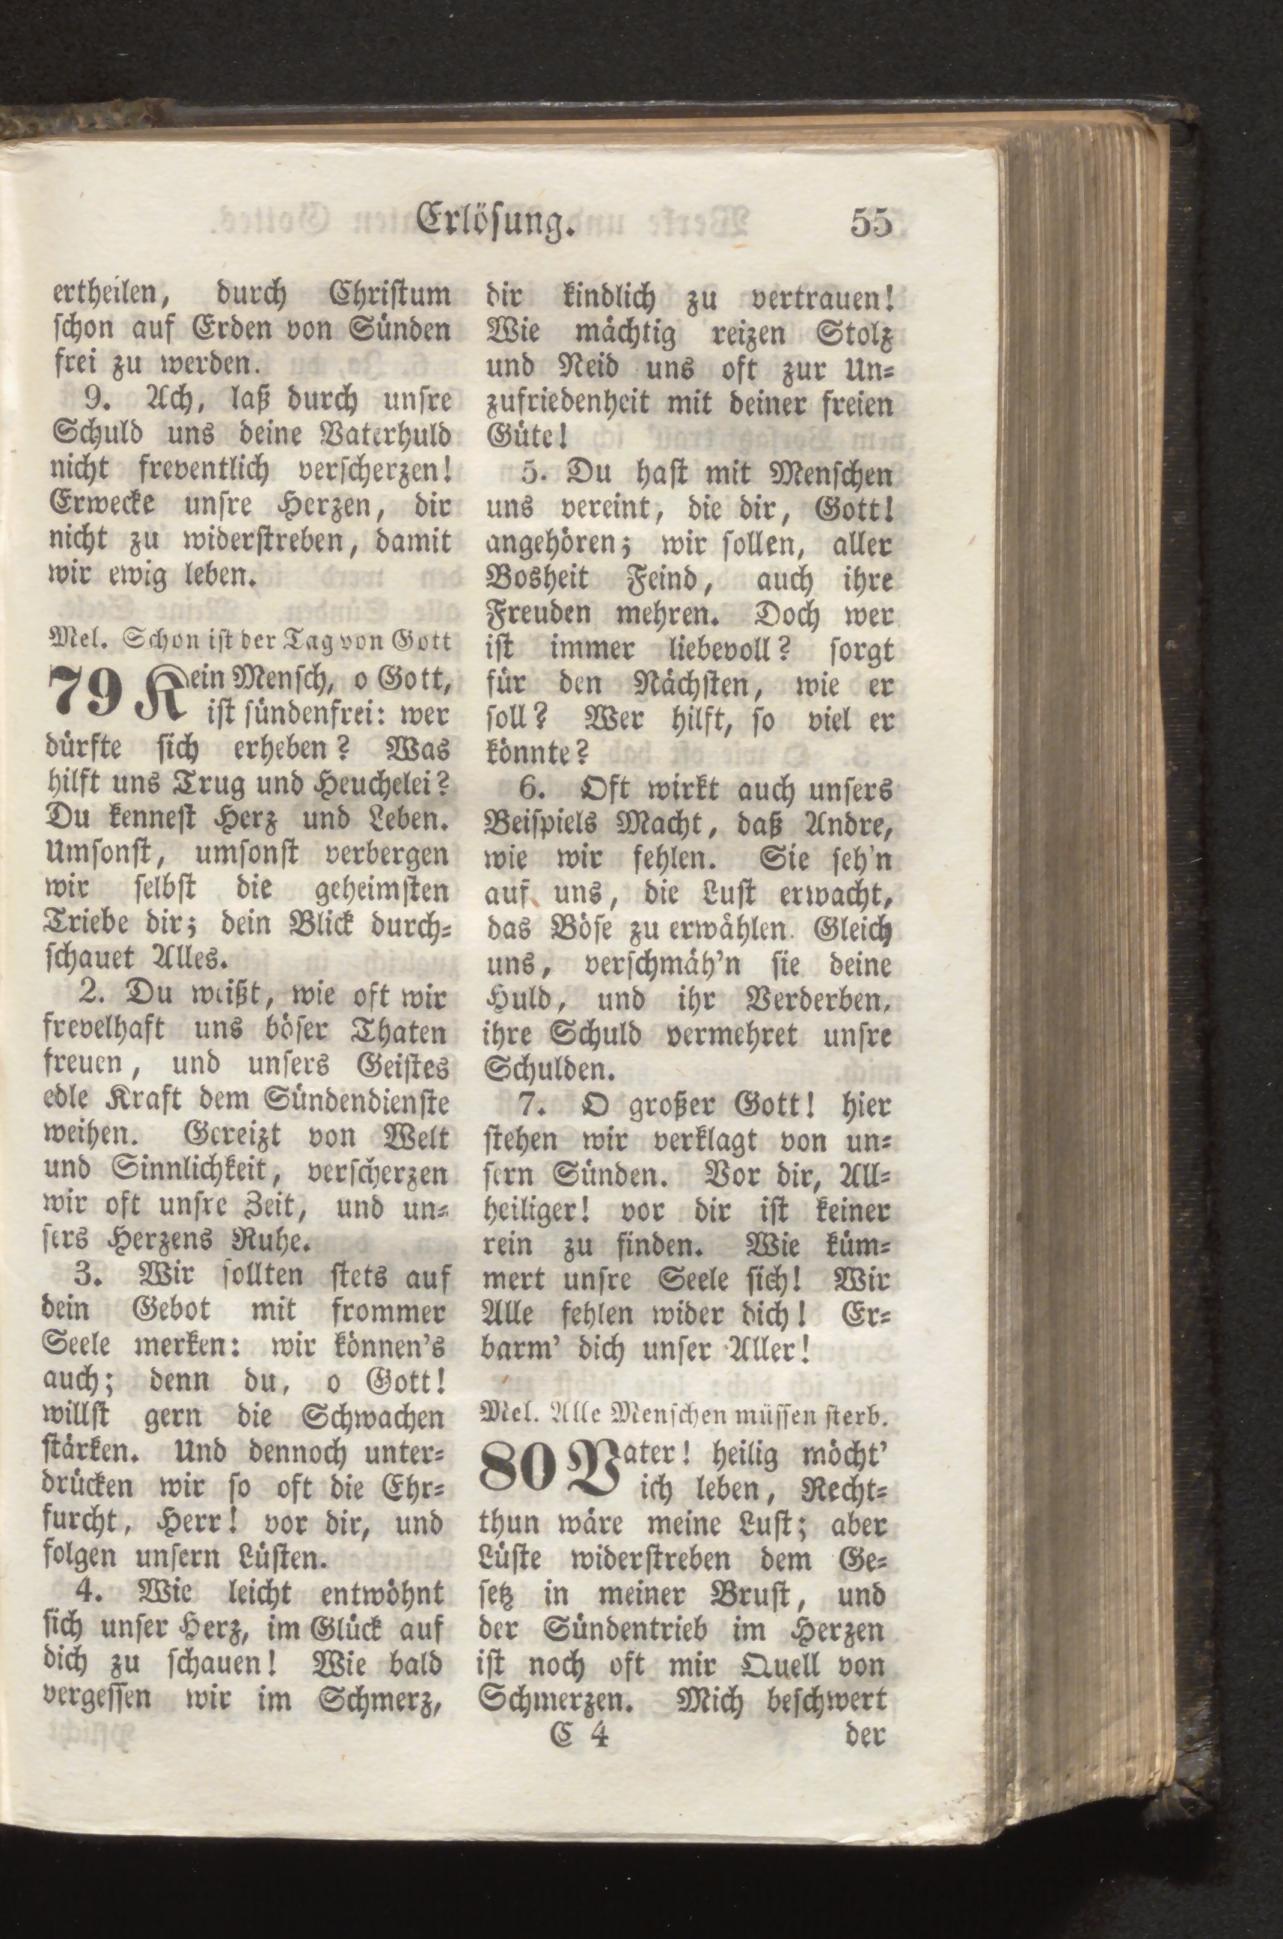 Erlösung. 55
ertheilen, durch Christum
schon auf Erden von Sünden
frei zu werden.
9. Ach, laß durch unsre
Schuld uns deine Vaterhuld
nicht freventlich verscherzen!
Erwecke unsre Herzen, dir
nicht zu widerstreben, damit
wir ewig leben.
Mel. Schon ist der Tag von Gott
79 Kein Mensch, o Gott,
ist sündenfrei: wer
dürfte sich erheben? Was
hilft uns Trug und Heuchelei?
Du kennest Herz und Leben.
Umsonst, umsonst verbergen
wir selbst die geheimsten
Triebe dir; dein Blick durch-
schauet Alles.
2. Du weißt, wie oft wir
frevelhaft uns böser Thaten
freuen, und unsers Geistes
edle Kraft dem Sündendienste
weihen. Gereizt von Welt
und Sinnlichkeit, verscherzen
wir oft unsre Zeit, und un-
sers Herzens Ruhe.
3. Wir sollten stets auf
dein Gebot mit frommer
Seele merken: wir können's
auch; denn du, o Gott!
willst gern die Schwachen
stärken. Und dennoch unter-
drücken wir so oft die Ehr-
furcht, Herr! vor dir, und
folgen unsern Lüsten.
4. Wie leicht entwöhnt
sich unser Herz, im Glück auf
dich zu schauen! Wie bald
vergessen wir im Schmerz,
dir kindlich zu vertrauen!
Wie mächtig reizen Stolz
und Neid uns oft zur Un-
zufriedenheit mit deiner freien
Güte!
5. Du hast mit Menschen
uns vereint, die dir, Gott!
angehören; wir sollen, aller
Bosheit Feind, auch ihre
Freuden mehren. Doch wer
ist immer liebevoll? sorgt
für den Nächsten, wie er
soll? Wer hilft, so viel er
könnte?
6. Oft wirkt auch unsers
Beispiels Macht, daß Andre,
wie wir fehlen. Sie seh'n
auf uns, die Lust erwacht,
das Böse zu erwählen. Gleich
uns, verschmäh'n sie deine
Huld, und ihr Verderben,
ihre Schuld vermehret unsre
Schulden.
7. O großer Gott! hier
stehen wir verklagt von un-
sern Sünden. Vor dir, All-
heiliger! vor dir ist keiner
rein zu finden. Wie küm-
mert unsre Seele sich! Wir
Alle fehlen wider dich! Er-
barm' dich unser Aller!
Mel. Alle Menschen müssen sterb.
80 Vater! heilig möcht'
ich leben, Recht-
thun wäre meine Lust; aber
Lüste widerstreben dem Ge-
setz in meiner Brust, und
der Sündentrieb im Herzen
ist noch oft mir Quell von
Schmerzen. Mich beschwert
C 4 der